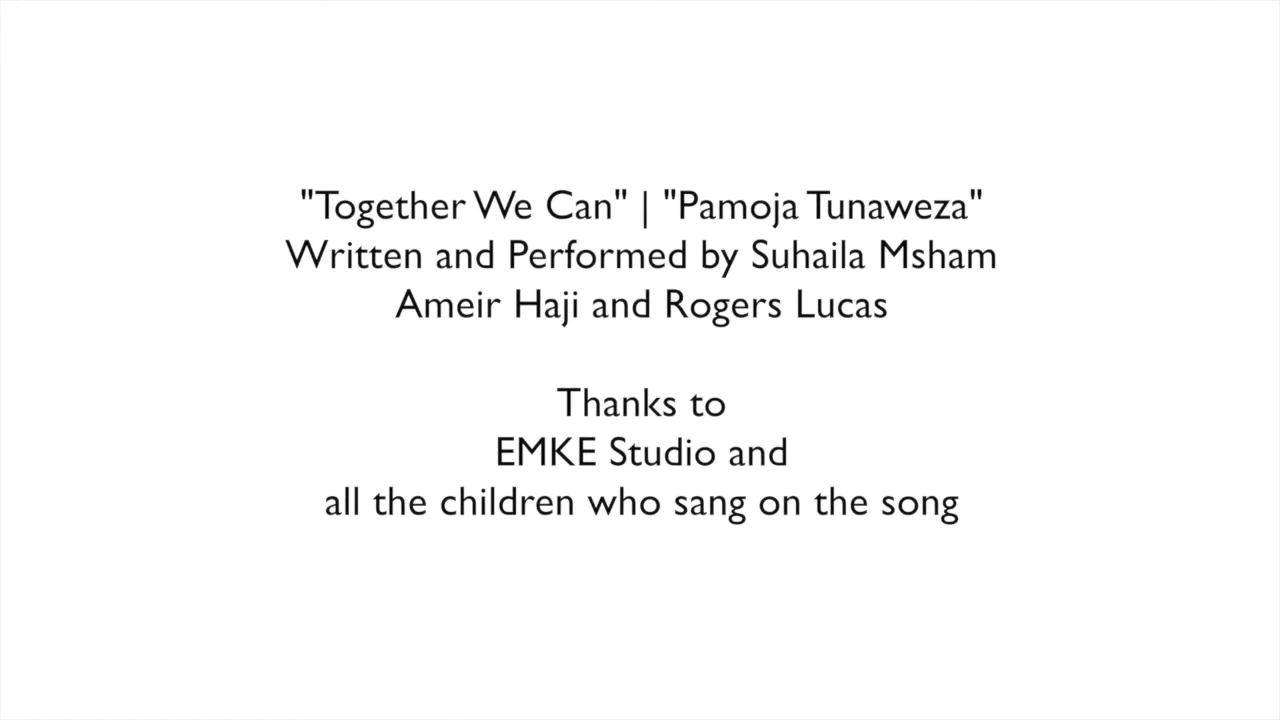 "Together We Can" | "Pamoja Tunaweza"
Written and Performed by Suhaila Msham
Ameir Haji and Rogers Lucas
Thanks to
EMKE Studio and
all the children who sang on the song